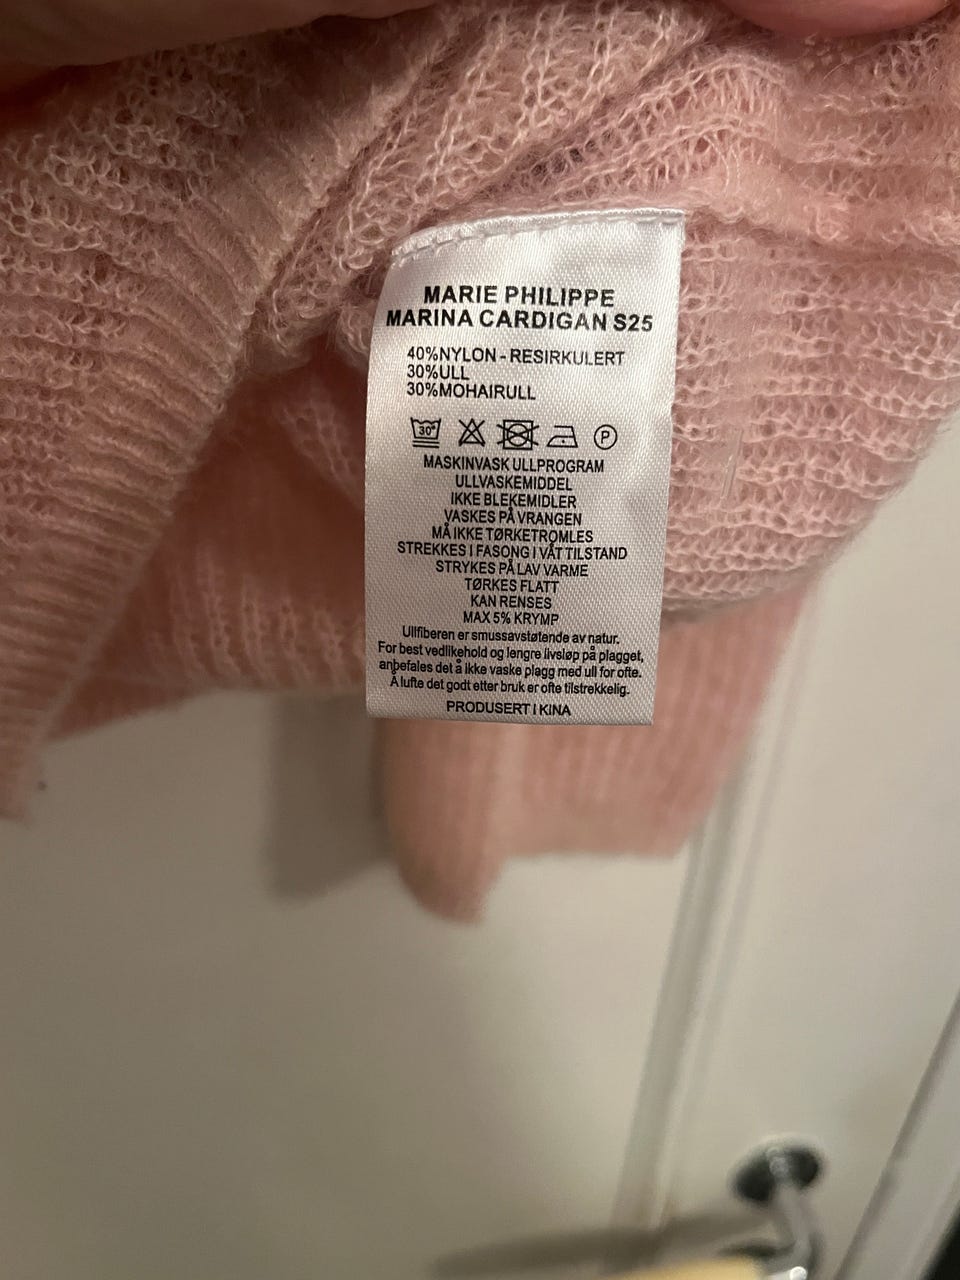 MARIE PHILIPPE
MARINA CARDIGAN S25
40%NYLON - RESIRKULERT
30%ULL
30%MOHAIRULL
30° P
MASKINVASK ULLPROGRAM
ULLVASKEMIDDEL
IKKE BLEKEMIDLER
VASKES PÅ VRANGEN
MÅ IKKE TØRKETROMLES
STREKKES I FASONG I VÅT TILSTAND
STRYKES PÅ LAV VARME
TØRKES FLATT
KAN RENSES
MAX 5% KRYMP
Ullfiberen er smussavstøtende av natur.
For best vedlikehold og lengre livsløp på plagget,
anbefales det å ikke vaske plagg med ull for ofte.
Å lufte det godt etter bruk er ofte tilstrekkelig.
PRODUSERT I KINA